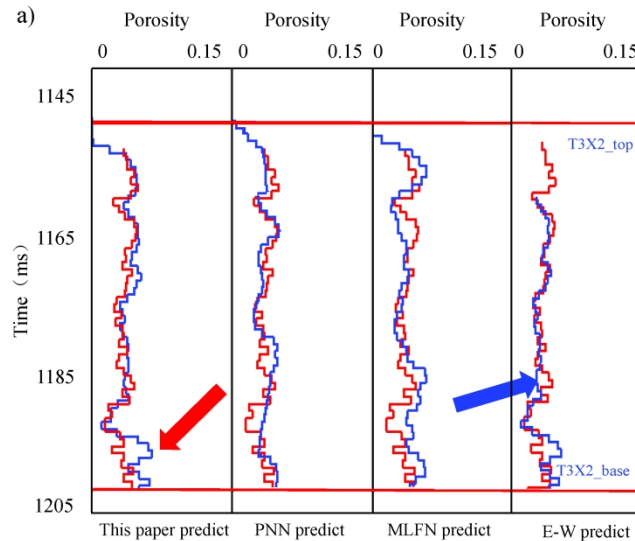 a)
Porosity Porosity Porosity Porosity
0 0.15 0 0.15 0 0.15 0 0.15
1145
T3X2_top
1165
Time（ms）
1185
T3X2_base
1205
This paper predict PNN predict MLFN predict E-W predict